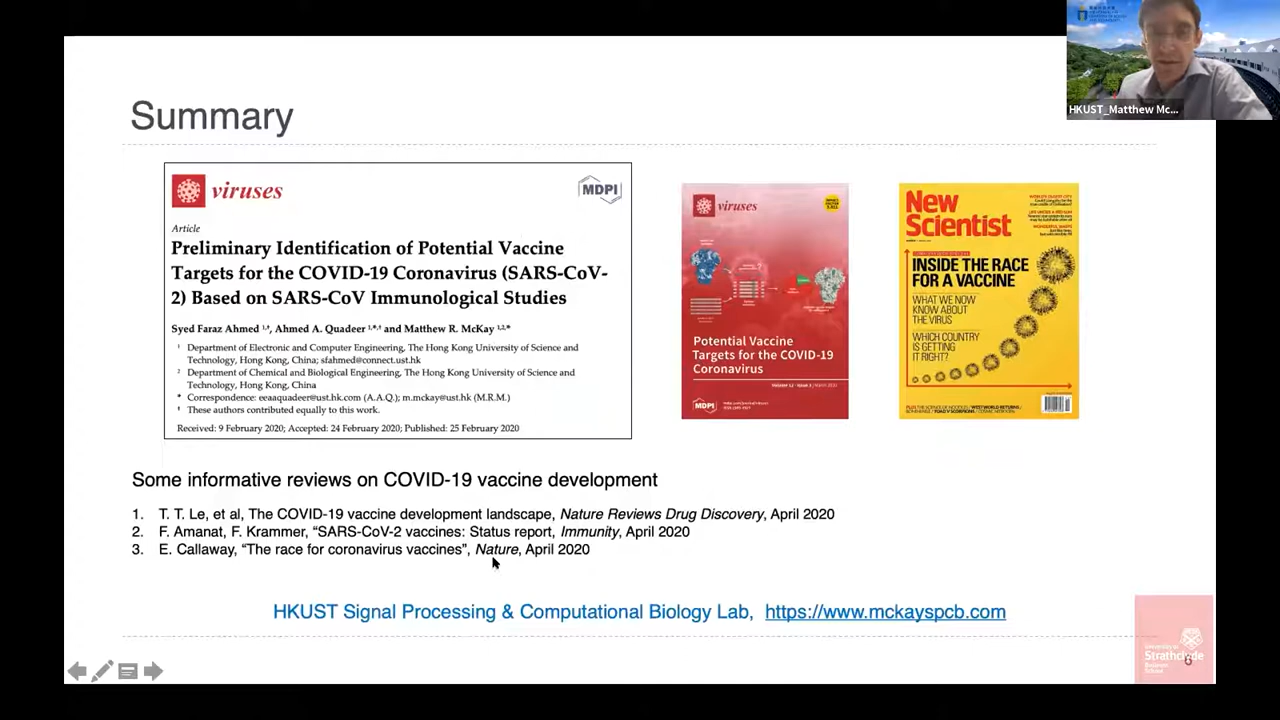 HKUST_Matthew Mc...
Summary
viruses
MDPI
Article
Preliminary Identification of Potential Vaccine
Targets for the COVID-19 Coronavirus (SARS-CoV-
2) Based on SARS-CoV Immunological Studies
Syed Faraz Ahmed 1,†, Ahmed A. Quadeer 1,*,† and Matthew R. McKay 1,2,*
1 Department of Electronic and Computer Engineering, The Hong Kong University of Science and
Technology, Hong Kong, China; sfahmed@connect.ust.hk
2 Department of Chemical and Biological Engineering, The Hong Kong University of Science and
Technology, Hong Kong, China
* Correspondence: eeaaquadeer@ust.hk.com (A.A.Q.); m.mckay@ust.hk (M.R.M.)
† These authors contributed equally to this work.
Received: 9 February 2020; Accepted: 24 February 2020; Published: 25 February 2020
viruses
Potential Vaccine
Targets for the COVID-19
Coronavirus
MDPI
New
Scientist
INSIDE THE RACE
FOR A VACCINE
WHAT WE NOW
KNOW ABOUT
THE VIRUS
WHICH COUNTRY
IS GETTING
IT RIGHT?
Some informative reviews on COVID-19 vaccine development
1. T. T. Le, et al, The COVID-19 vaccine development landscape, Nature Reviews Drug Discovery, April 2020
2. F. Amanat, F. Krammer, “SARS-CoV-2 vaccines: Status report, Immunity, April 2020
3. E. Callaway, “The race for coronavirus vaccines”, Nature, April 2020
HKUST Signal Processing & Computational Biology Lab, https://www.mckayspcb.com
University of
Strathclyde
Business
School